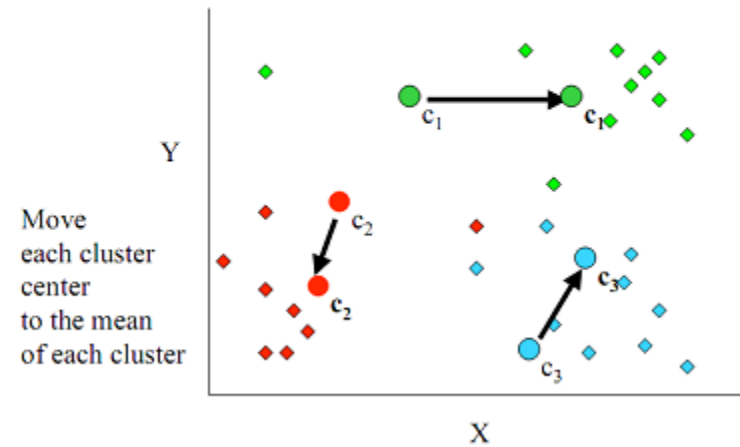 c₁
c₁
Y
c₂
Move
each cluster
center
to the mean
of each cluster
c₃
c₂
c₃
X